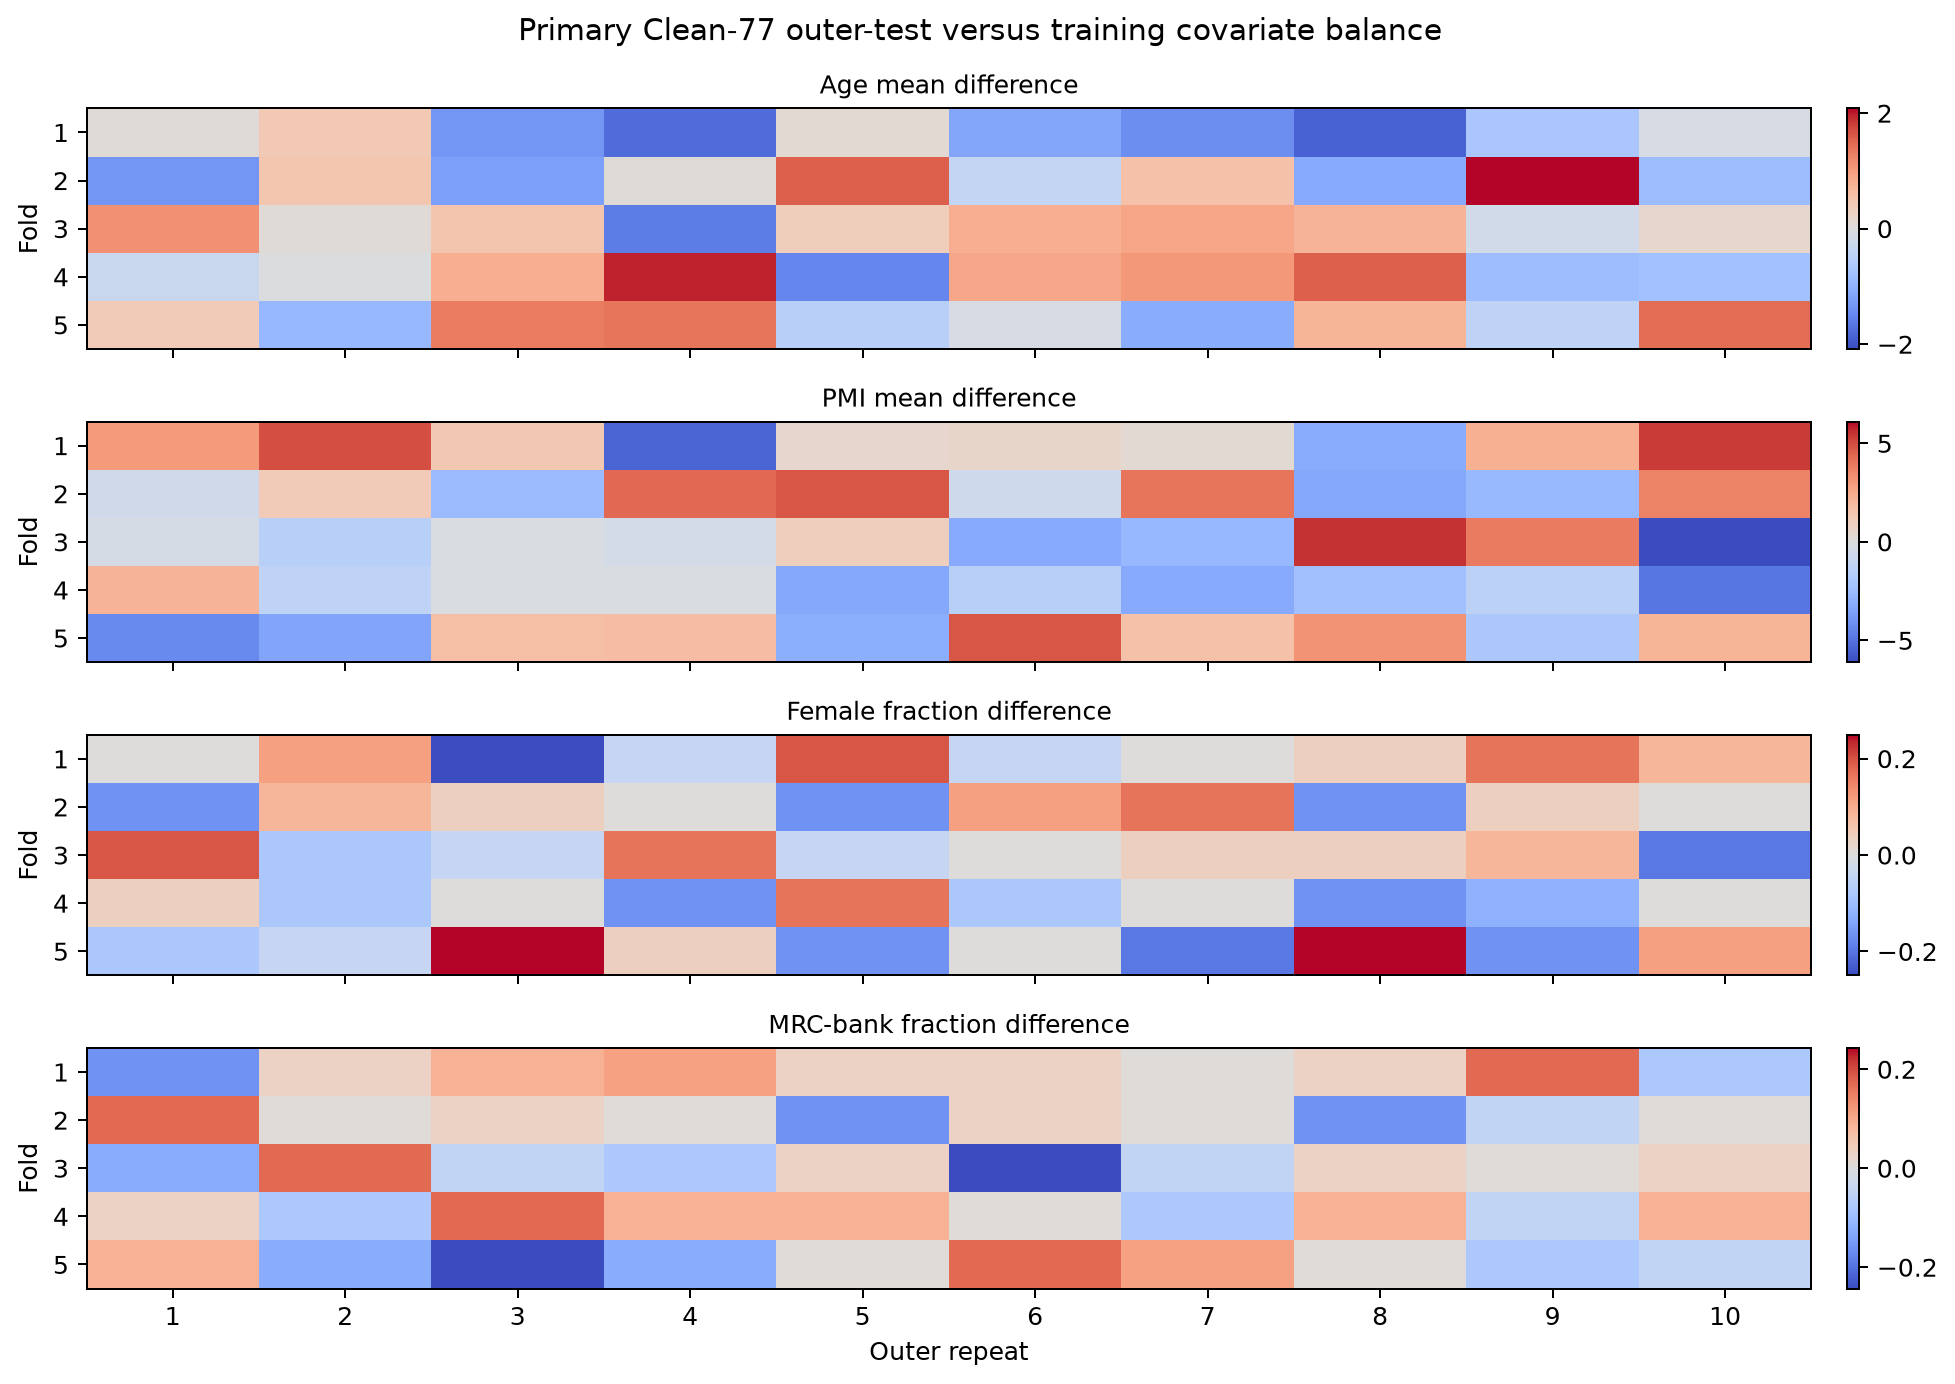 Primary Clean-77 outer-test versus training covariate balance
Age mean difference
Fold
1
2
3
4
5
2
0
−2
PMI mean difference
Fold
1
2
3
4
5
5
0
−5
Female fraction difference
Fold
1
2
3
4
5
0.2
0.0
−0.2
MRC-bank fraction difference
Fold
1
2
3
4
5
0.2
0.0
−0.2
1 2 3 4 5 6 7 8 9 10
Outer repeat